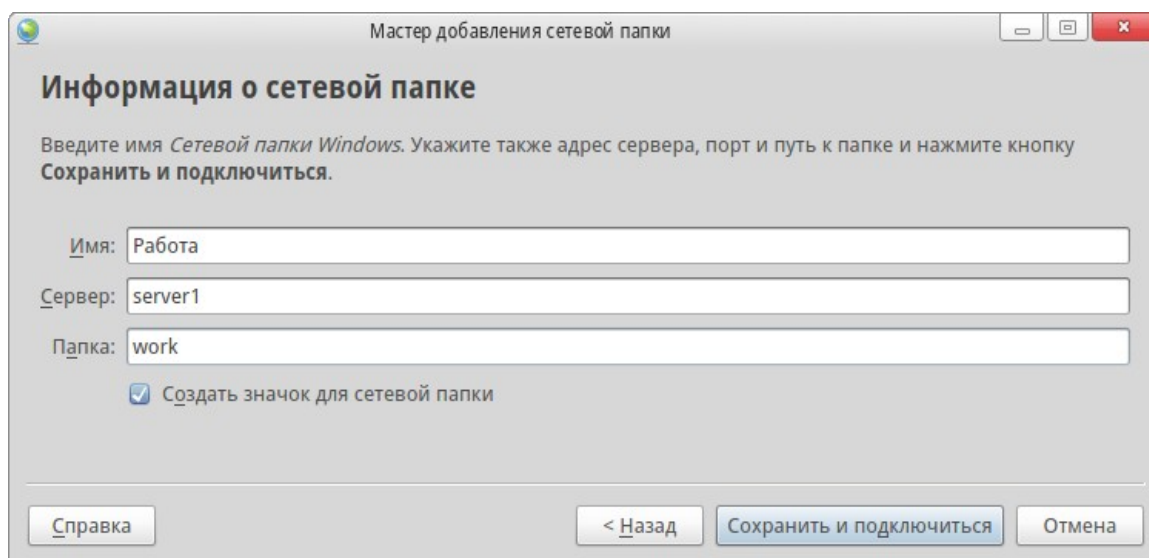 Мастер добавления сетевой папки
Информация о сетевой папке
Введите имя Сетевой папки Windows. Укажите также адрес сервера, порт и путь к папке и нажмите кнопку
Сохранить и подключиться.
Имя: Работа
Сервер: server1
Папка: work
Создать значок для сетевой папки
Справка < Назад Сохранить и подключиться Отмена